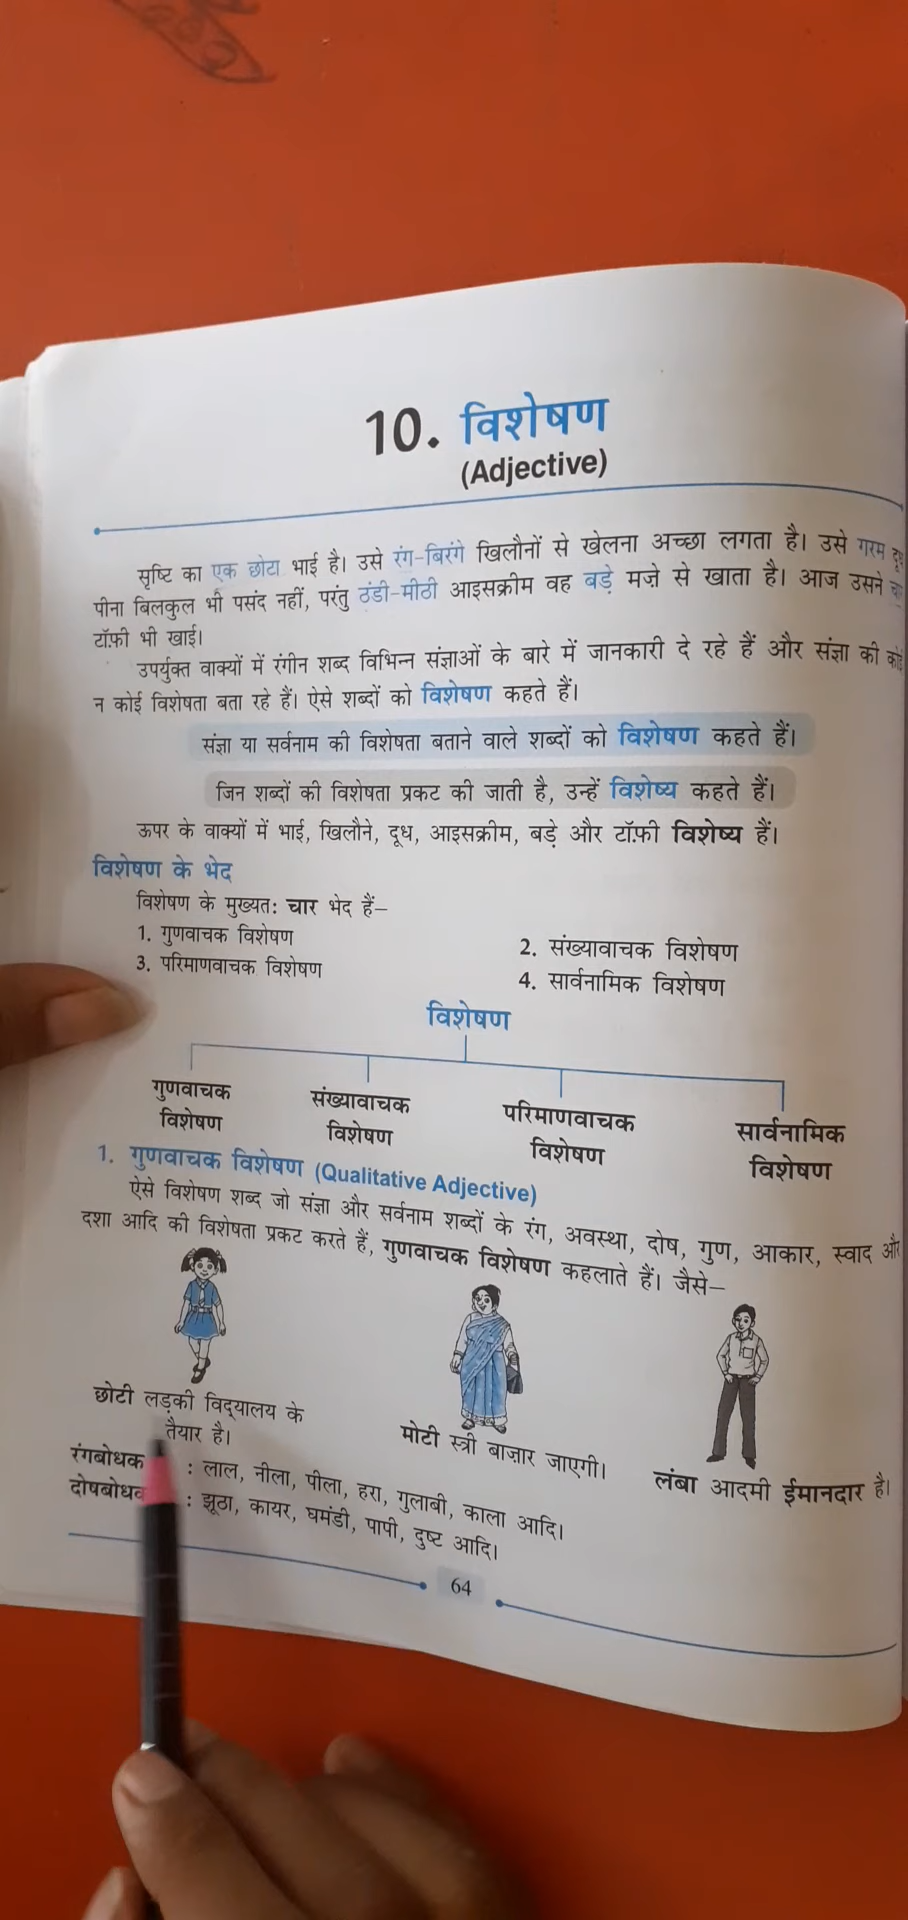 10. विशेषण
(Adjective)
सृष्टि का एक छोटा भाई है। उसे रंग-बिरंगे खिलौनों से खेलना अच्छा लगता है। उसे गरम दूध
पीना बिलकुल भी पसंद नहीं, परंतु ठंडी-मीठी आइसक्रीम वह बड़े मज़े से खाता है। आज उसने
टॉफ़ी भी खाई।
उपर्युक्त वाक्यों में रंगीन शब्द विभिन्न संज्ञाओं के बारे में जानकारी दे रहे हैं और संज्ञा की कोई
न कोई विशेषता बता रहे हैं। ऐसे शब्दों को विशेषण कहते हैं।
संज्ञा या सर्वनाम की विशेषता बताने वाले शब्दों को विशेषण कहते हैं।
जिन शब्दों की विशेषता प्रकट की जाती है, उन्हें विशेष्य कहते हैं।
ऊपर के वाक्यों में भाई, खिलौने, दूध, आइसक्रीम, बड़े और टॉफ़ी विशेष्य हैं।
विशेषण के भेद
विशेषण के मुख्यतः चार भेद हैं–
1. गुणवाचक विशेषण
2. संख्यावाचक विशेषण
3. परिमाणवाचक विशेषण
4. सार्वनामिक विशेषण
विशेषण
गुणवाचक
विशेषण
संख्यावाचक
विशेषण
परिमाणवाचक
विशेषण
सार्वनामिक
विशेषण
1. गुणवाचक विशेषण (Qualitative Adjective)
ऐसे विशेषण शब्द जो संज्ञा और सर्वनाम शब्दों के रंग, अवस्था, दोष, गुण, आकार, स्वाद और
दशा आदि की विशेषता प्रकट करते हैं, गुणवाचक विशेषण कहलाते हैं। जैसे–
छोटी लड़की विद्यालय के
तैयार है।
मोटी स्त्री बाज़ार जाएगी।
लंबा आदमी ईमानदार है।
रंगबोधक : लाल, नीला, पीला, हरा, गुलाबी, काला आदि।
: झूठा, कायर, घमंडी, पापी, दुष्ट आदि।
64